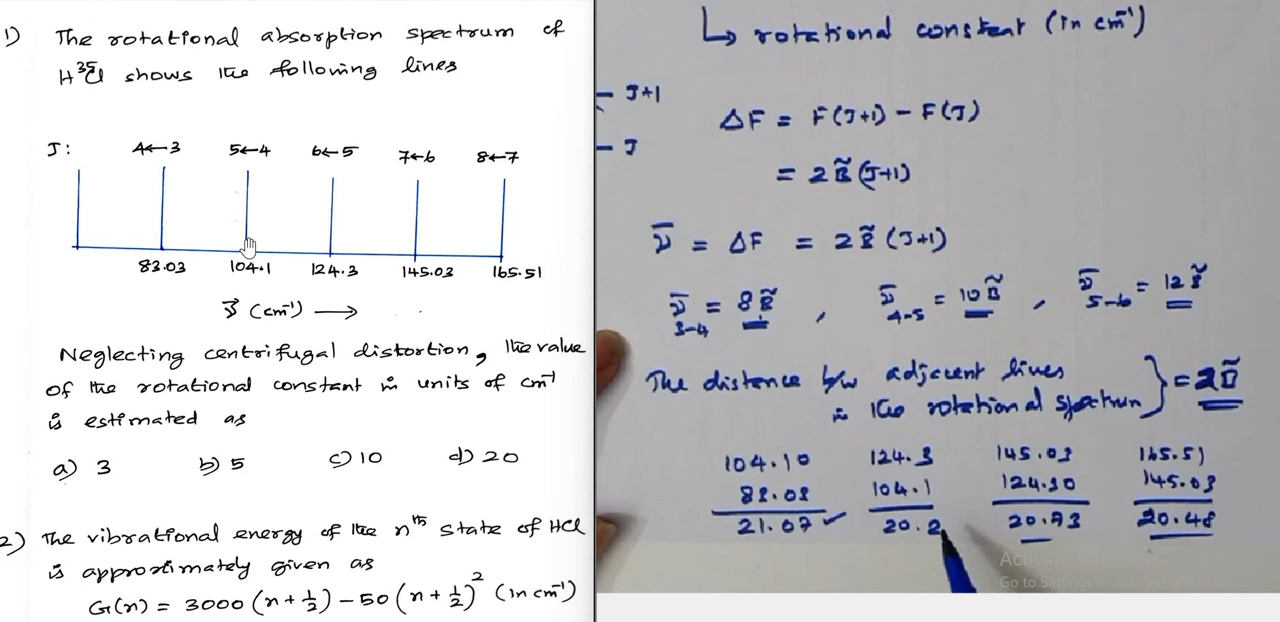 1) The rotational absorption spectrum of
H³⁵Cl shows the following lines
J: 4←3 5←4 6←5 7←6 8←7
83.03 104.1 124.3 145.03 165.51
ν̄ (cm⁻¹) →
Neglecting centrifugal distortion, the value
of the rotational constant in units of cm⁻¹
is estimated as
a) 3 b) 5 c) 10 d) 20
2) The vibrational energy of the nᵗʰ state of HCl
is approximately given as
G(n) = 3000 (n + 1/2) − 50 (n + 1/2)² (in cm⁻¹)
↳ rotational constant (in cm⁻¹)
J+1
J
ΔF = F(J+1) − F(J)
= 2B̃ (J+1)
ν̄ = ΔF = 2B̃ (J+1)
ν̄ 3-4 = 8B̃ , ν̄ 4-5 = 10B̃ , ν̄ 5-6 = 12B̃
The distance b/w adjacent lines
in the rotational spectrum } = 2B̃
104.10 124.3 145.03 165.51
83.03 104.1 124.30 145.03
21.07 ✓ 20.2 20.73 20.48
Go to Settings